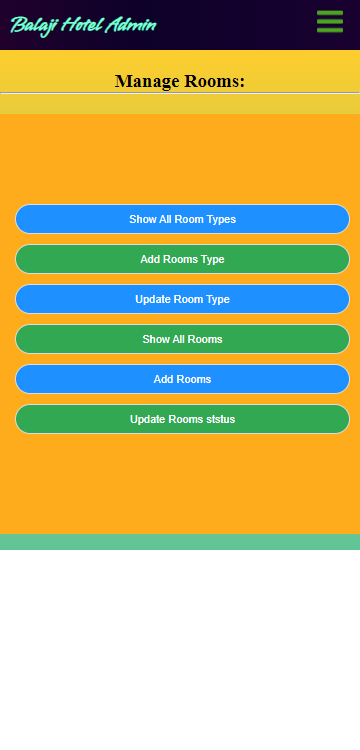 Balaji Hotel Admin
Manage Rooms:
Show All Room Types
Add Rooms Type
Update Room Type
Show All Rooms
Add Rooms
Update Rooms ststus